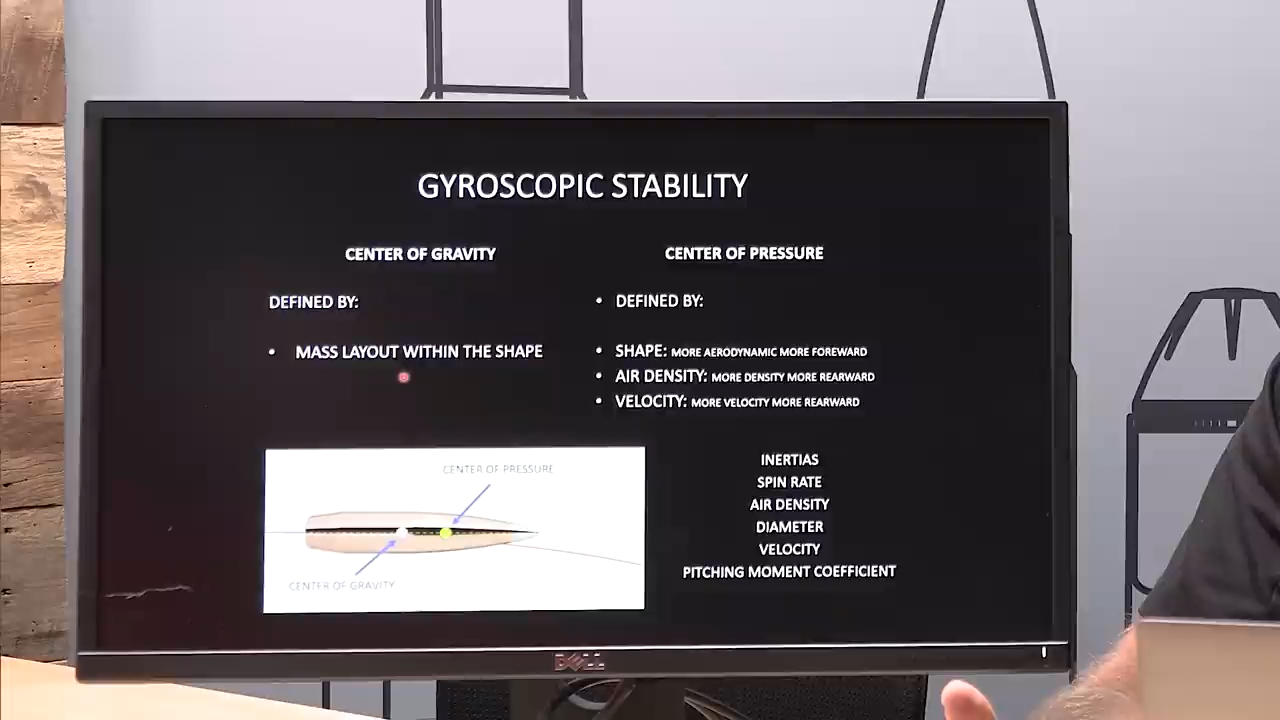 GYROSCOPIC STABILITY
CENTER OF GRAVITY
DEFINED BY:
• MASS LAYOUT WITHIN THE SHAPE
CENTER OF PRESSURE
• DEFINED BY:
• SHAPE: MORE AERODYNAMIC MORE FOREWARD
• AIR DENSITY: MORE DENSITY MORE REARWARD
• VELOCITY: MORE VELOCITY MORE REARWARD
CENTER OF PRESSURE
CENTER OF GRAVITY
INERTIAS
SPIN RATE
AIR DENSITY
DIAMETER
VELOCITY
PITCHING MOMENT COEFFICIENT
DELL